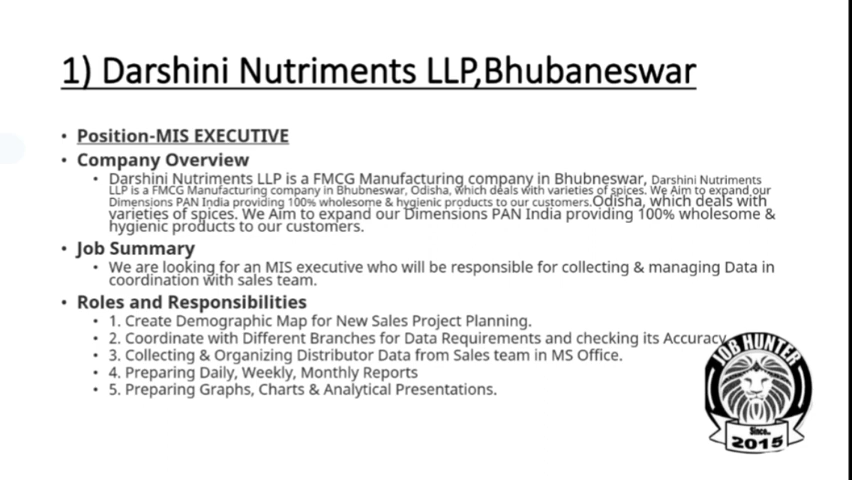 1) Darshini Nutriments LLP,Bhubaneswar
• Position-MIS EXECUTIVE
• Company Overview
• Darshini Nutriments LLP is a FMCG Manufacturing company in Bhubneswar, Darshini Nutriments
LLP is a FMCG Manufacturing company in Bhubneswar, Odisha, which deals with varieties of spices. We Aim to expand our
Dimensions PAN India providing 100% wholesome & hygienic products to our customers.Odisha, which deals with
varieties of spices. We Aim to expand our Dimensions PAN India providing 100% wholesome &
hygienic products to our customers.
• Job Summary
• We are looking for an MIS executive who will be responsible for collecting & managing Data in
coordination with sales team.
• Roles and Responsibilities
• 1. Create Demographic Map for New Sales Project Planning.
• 2. Coordinate with Different Branches for Data Requirements and checking its Accuracy
• 3. Collecting & Organizing Distributor Data from Sales team in MS Office.
• 4. Preparing Daily, Weekly, Monthly Reports
• 5. Preparing Graphs, Charts & Analytical Presentations.
JOB HUNTER
Since..
2015